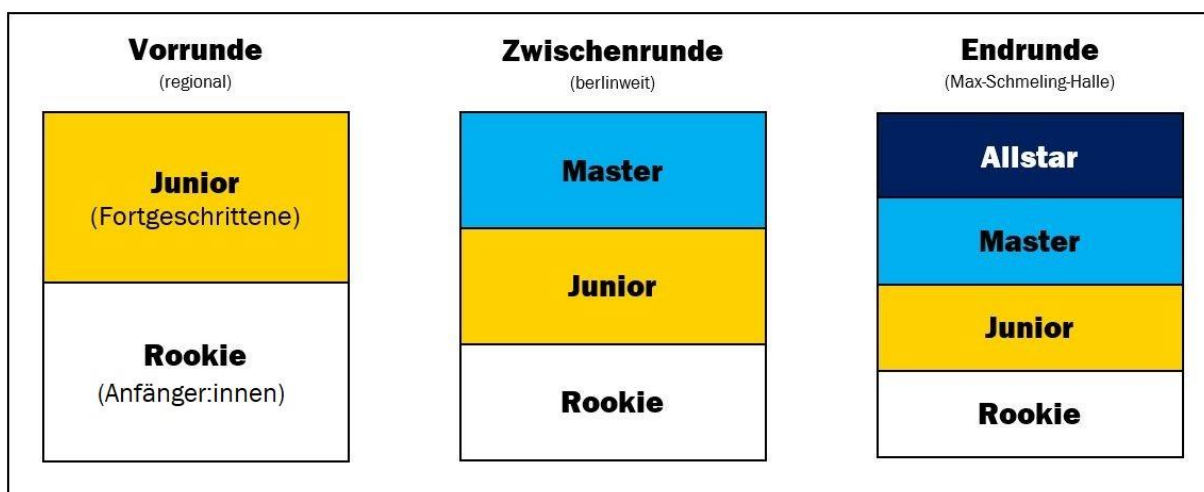 Vorrunde
(regional)
Junior
(Fortgeschrittene)
Rookie
(Anfänger:innen)
Zwischenrunde
(berlinweit)
Master
Junior
Rookie
Endrunde
(Max-Schmeling-Halle)
Allstar
Master
Junior
Rookie